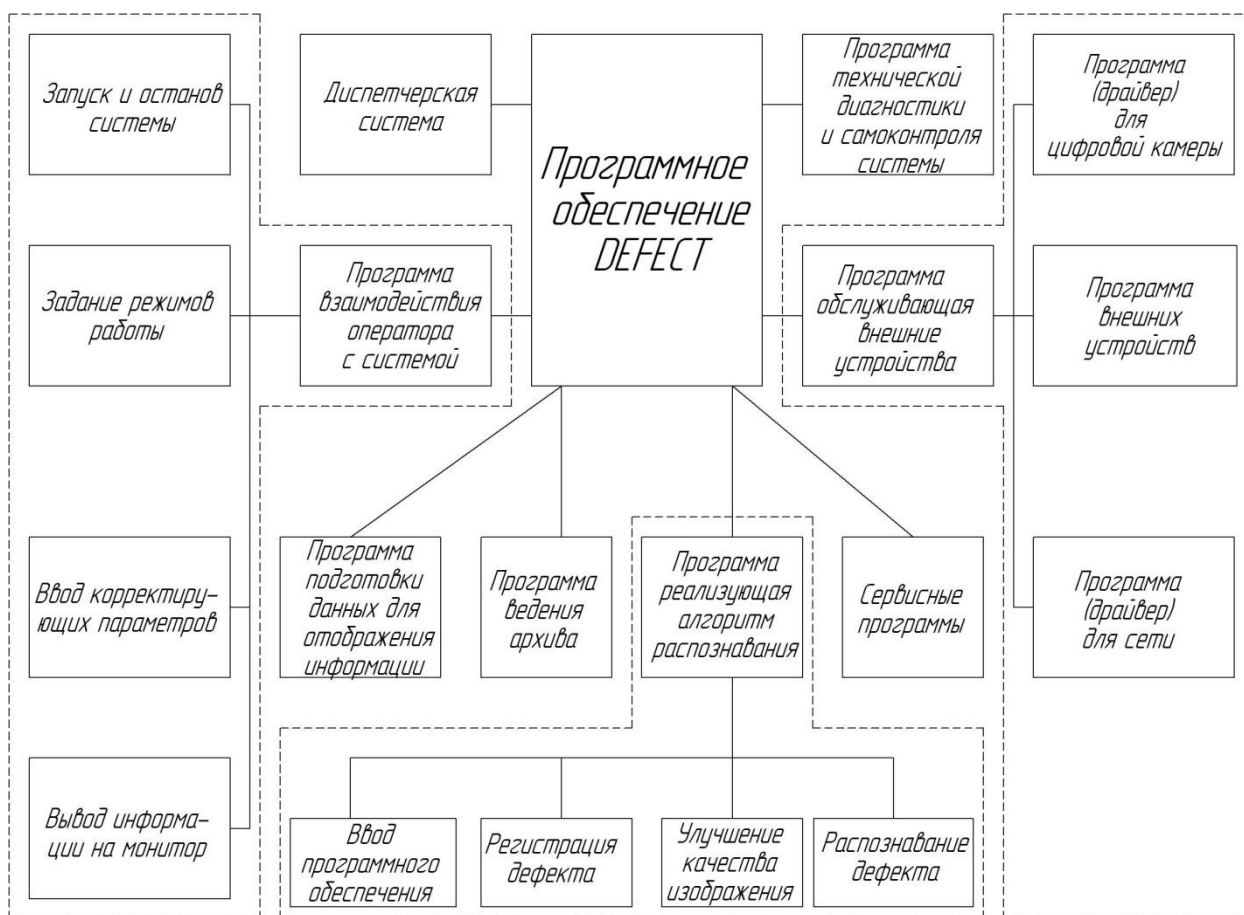 Запуск и останов
системы
Диспетчерская
система
Программное
обеспечение
DEFECT
Программа
технической
диагностики
и самоконтроля
системы
Программа
(драйвер)
для
цифровой камеры
Задание режимов
работы
Программа
взаимодействия
оператора
с системой
Программа
обслуживающая
внешние
устройства
Программа
внешних
устройств
Ввод корректиру-
ющих параметров
Программа
подготовки
данных для
отображения
информации
Программа
ведения
архива
Программа
реализующая
алгоритм
распознавания
Сервисные
программы
Программа
(драйвер)
для сети
Вывод информа-
ции на монитор
Ввод
программного
обеспечения
Регистрация
дефекта
Улучшение
качества
изображения
Распознавание
дефекта